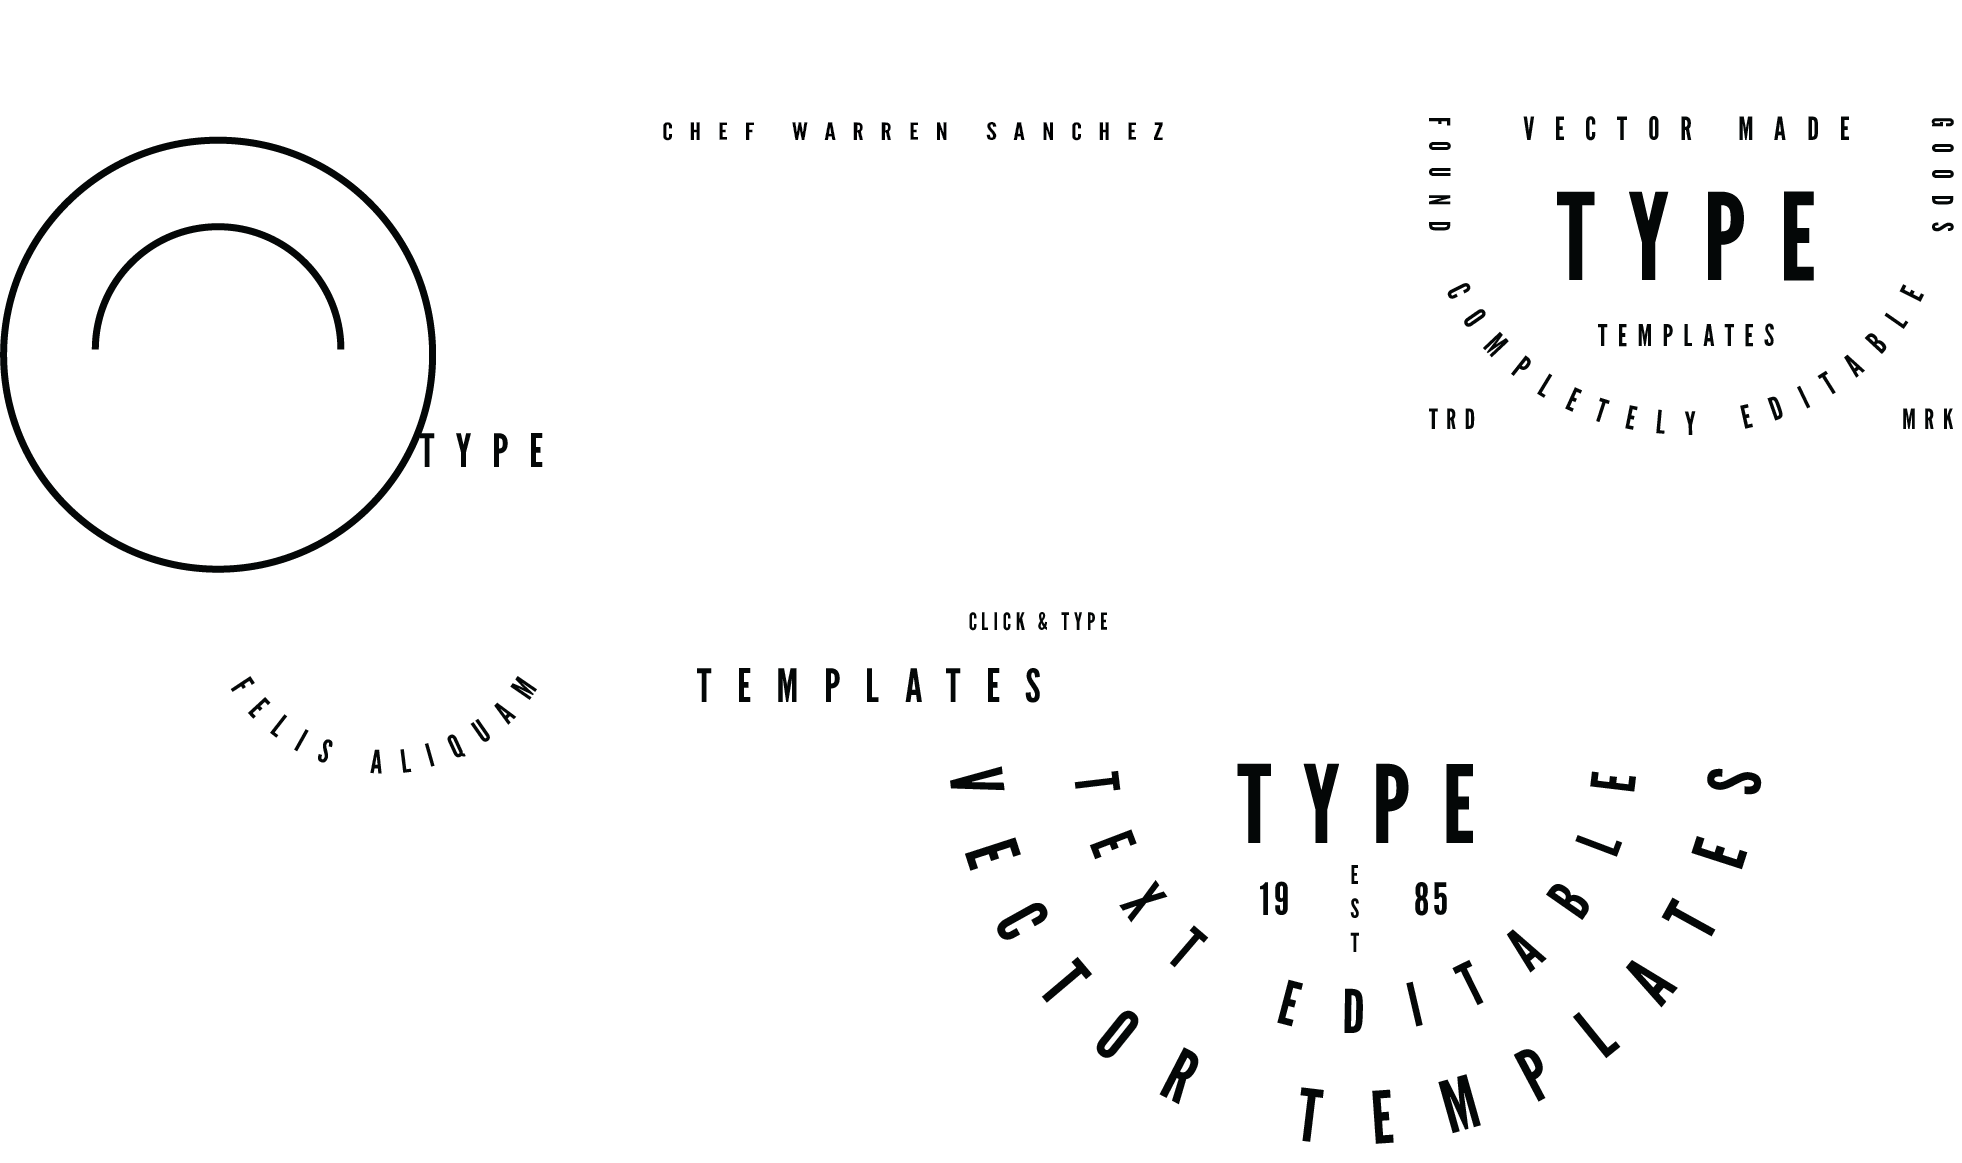 CHEF WARREN SANCHEZ
FOUND
VECTOR MADE
GOODS
TYPE
TEMPLATES
COMPLETELY EDITABLE
TRD
MRK
TYPE
CLICK & TYPE
TEMPLATES
FELIS ALIQUAM
TYPE
19
EST
85
TEXT EDITABLE
VECTOR TEMPLATES